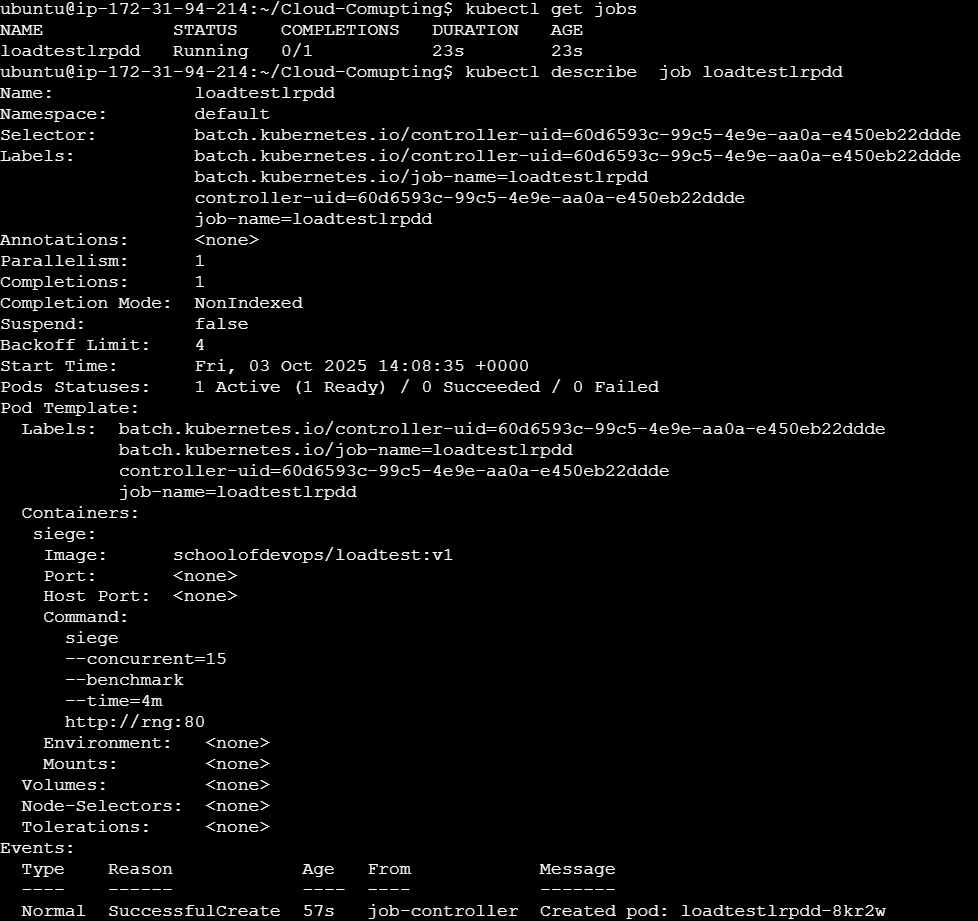 ubuntu@ip-172-31-94-214:~/Cloud-Comupting$ kubectl get jobs
NAME            STATUS    COMPLETIONS   DURATION   AGE
loadtestlrpdd   Running   0/1           23s        23s
ubuntu@ip-172-31-94-214:~/Cloud-Comupting$ kubectl describe  job loadtestlrpdd
Name:             loadtestlrpdd
Namespace:        default
Selector:         batch.kubernetes.io/controller-uid=60d6593c-99c5-4e9e-aa0a-e450eb22ddde
Labels:           batch.kubernetes.io/controller-uid=60d6593c-99c5-4e9e-aa0a-e450eb22ddde
                  batch.kubernetes.io/job-name=loadtestlrpdd
                  controller-uid=60d6593c-99c5-4e9e-aa0a-e450eb22ddde
                  job-name=loadtestlrpdd
Annotations:      <none>
Parallelism:      1
Completions:      1
Completion Mode:  NonIndexed
Suspend:          false
Backoff Limit:    4
Start Time:       Fri, 03 Oct 2025 14:08:35 +0000
Pods Statuses:    1 Active (1 Ready) / 0 Succeeded / 0 Failed
Pod Template:
  Labels:  batch.kubernetes.io/controller-uid=60d6593c-99c5-4e9e-aa0a-e450eb22ddde
           batch.kubernetes.io/job-name=loadtestlrpdd
           controller-uid=60d6593c-99c5-4e9e-aa0a-e450eb22ddde
           job-name=loadtestlrpdd
  Containers:
   siege:
    Image:      schoolofdevops/loadtest:v1
    Port:       <none>
    Host Port:  <none>
    Command:
      siege
      --concurrent=15
      --benchmark
      --time=4m
      http://rng:80
    Environment:   <none>
    Mounts:        <none>
  Volumes:         <none>
  Node-Selectors:  <none>
  Tolerations:     <none>
Events:
  Type    Reason            Age   From            Message
  ----    ------            ----  ----            -------
  Normal  SuccessfulCreate  57s   job-controller  Created pod: loadtestlrpdd-8kr2w